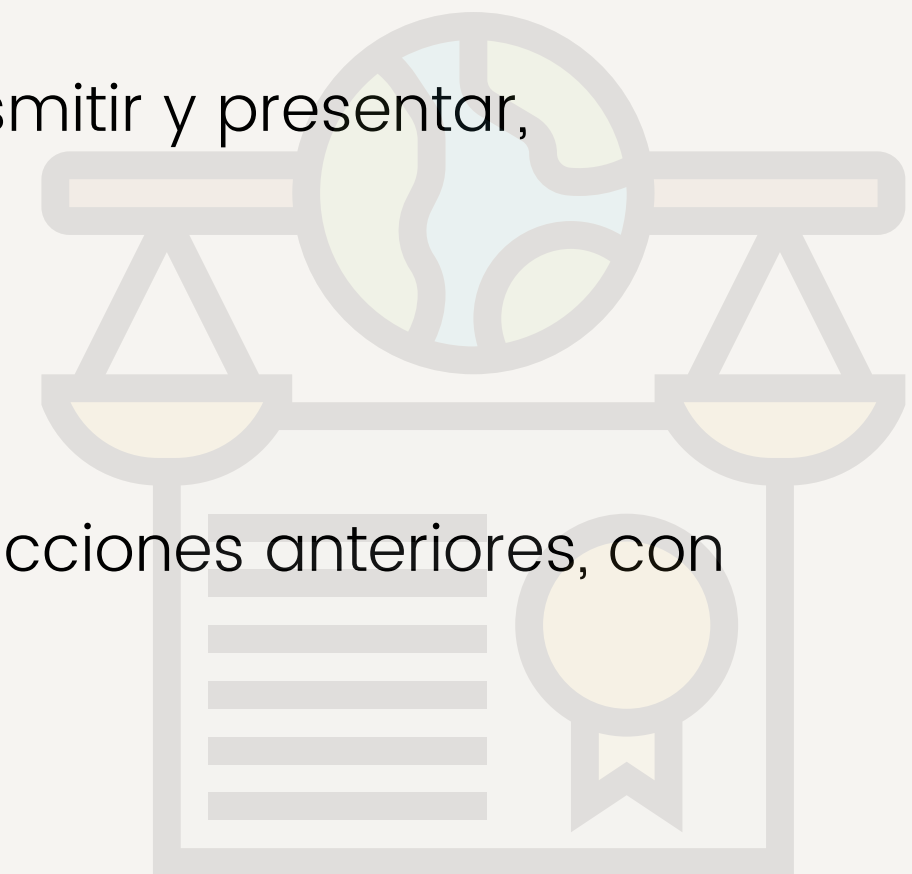 smitir y presentar,
cciones anteriores, con